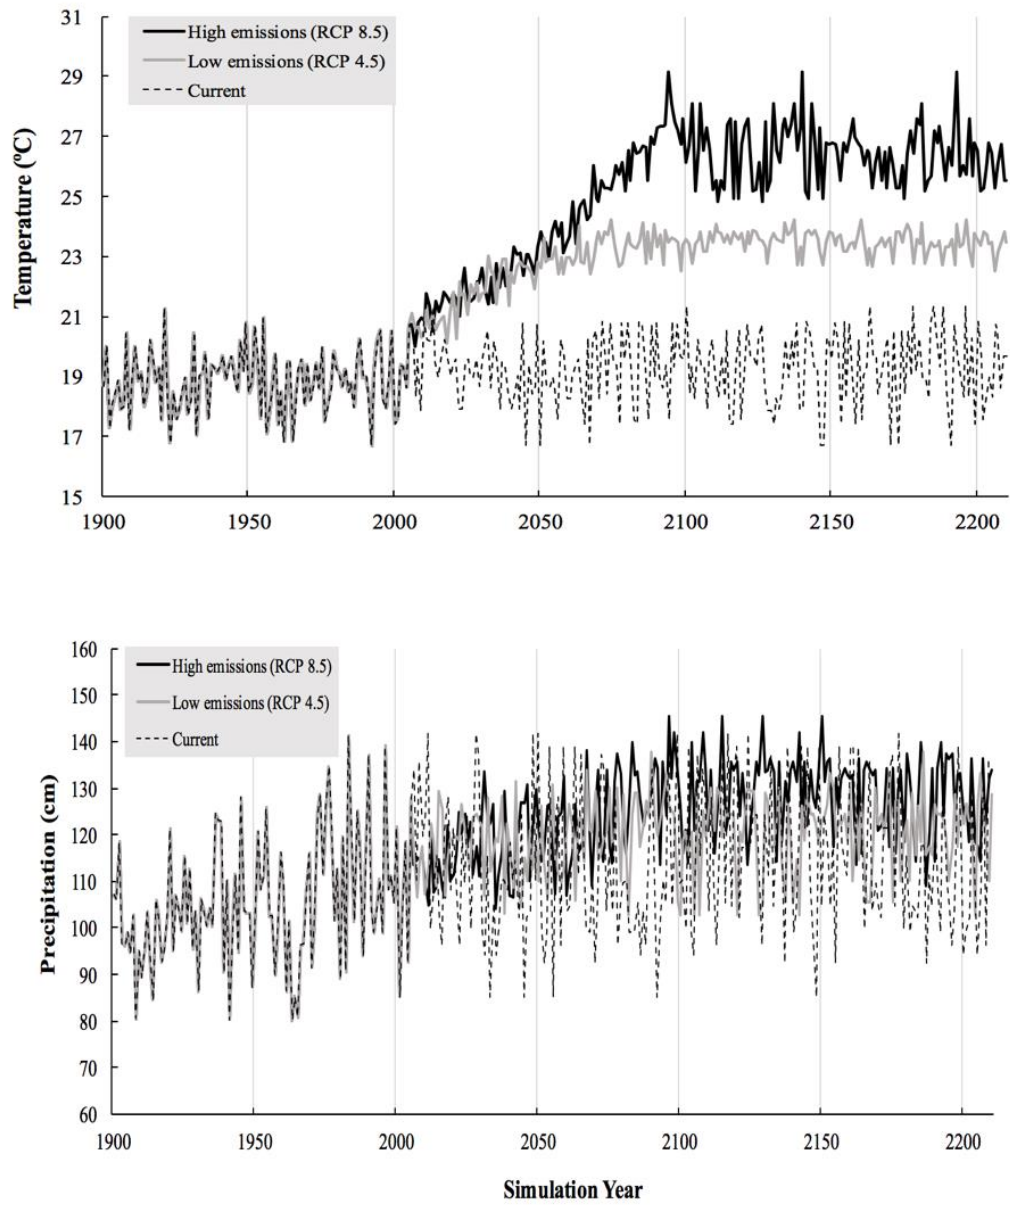 31
29
27
25
23
21
19
17
15
Temperature (ºC)
High emissions (RCP 8.5)
Low emissions (RCP 4.5)
Current
1900 1950 2000 2050 2100 2150 2200
160
150
140
130
120
110
100
90
80
70
60
Precipitation (cm)
High emissions (RCP 8.5)
Low emissions (RCP 4.5)
Current
1900 1950 2000 2050 2100 2150 2200
Simulation Year